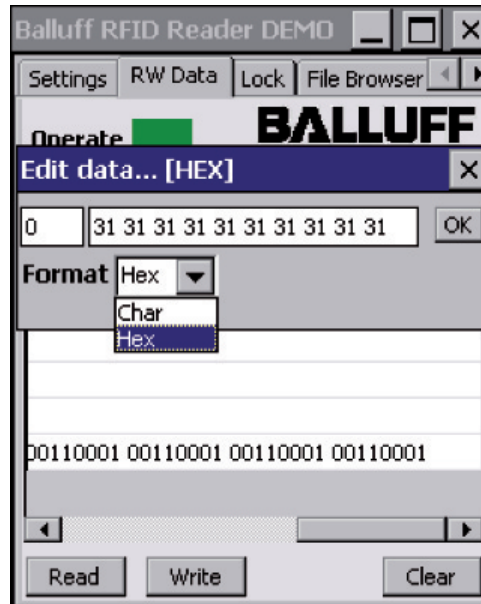 Balluff RFID Reader DEMO
Settings RW Data Lock File Browser
Operate BALLUFF
Edit data... [HEX]
0 31 31 31 31 31 31 31 31 31 31 OK
Format Hex
Char
Hex
00110001 00110001 00110001 00110001
Read Write Clear